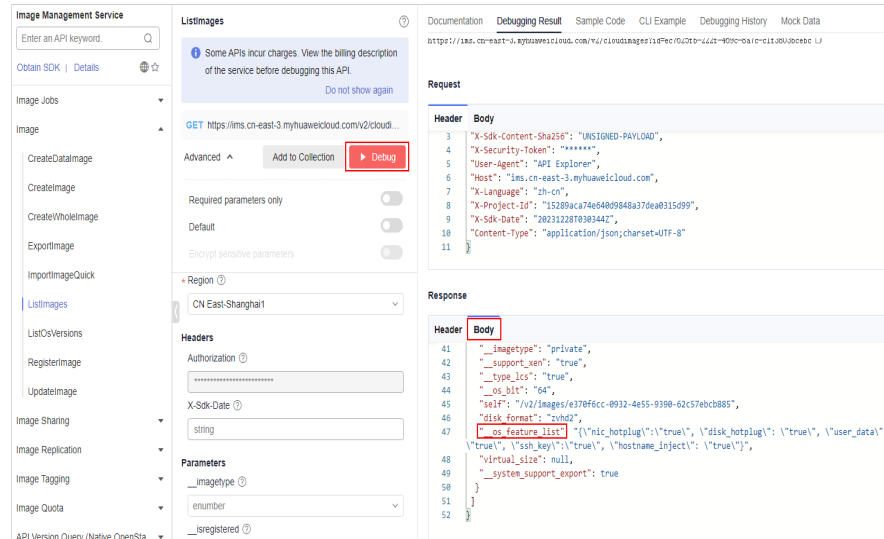 Image Management Service
Enter an API keyword.
Obtain SDK | Details
Image Jobs
Image
CreateDataImage
CreateImage
CreateWholeImage
ExportImage
ImportImageQuick
ListImages
ListOsVersions
RegisterImage
UpdateImage
Image Sharing
Image Replication
Image Tagging
Image Quota
API Version Query (Native OpenSta...
ListImages
Some APIs incur charges. View the billing description
of the service before debugging this API.
Do not show again
GET https://ims.cn-east-3.myhuaweicloud.com/v2/cloudi...
Advanced
Add to Collection
Debug
Required parameters only
Default
Encrypt sensitive parameters
* Region
CN East-Shanghai1
Headers
Authorization
*************************
X-Sdk-Date
string
Parameters
__imagetype
enumber
__isregistered
Documentation Debugging Result Sample Code CLI Example Debugging History Mock Data
Request
Header Body
3 "X-Sdk-Content-Sha256": "UNSIGNED-PAYLOAD",
4 "X-Security-Token": "******",
5 "User-Agent": "API Explorer",
6 "Host": "ims.cn-east-3.myhuaweicloud.com",
7 "X-Language": "zh-cn",
8 "X-Project-Id": "15289aca74e640d9848a37dea0315d99",
9 "X-Sdk-Date": "20231228T030344Z",
10 "Content-Type": "application/json;charset=UTF-8"
11 }
Response
Header Body
41 "__imagetype": "private",
42 "__support_xen": "true",
43 "__type_lcs": "true",
44 "__os_bit": "64",
45 "self": "/v2/images/e370f6cc-0932-4e55-9390-62c57ebcb885",
46 "disk_format": "zvhd2",
47 "__os_feature_list" "{\"nic_hotplug\":\"true\", \"disk_hotplug\": \"true\", \"user_data\"
\"true\", \"ssh_key\":\"true\", \"hostname_inject\": \"true\"}",
48 "virtual_size": null,
49 "__system_support_export": true
50 }
51 ]
52 }